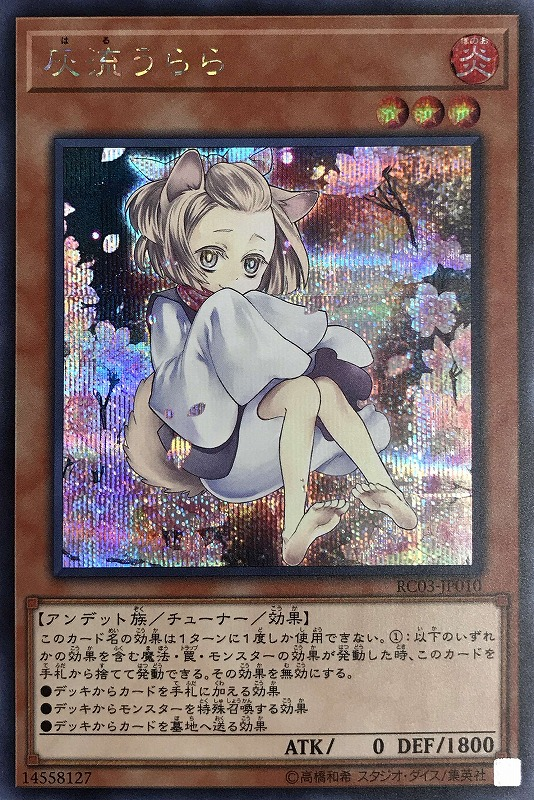 灰流うらら
炎
RC03-JP010
【アンデット族／チューナー／効果】
このカード名の効果は1ターンに1度しか使用できない。①：以下のいずれ
かの効果を含む魔法・罠・モンスターの効果が発動した時、このカードを
手札から捨てて発動できる。その効果を無効にする。
●デッキからカードを手札に加える効果
●デッキからモンスターを特殊召喚する効果
●デッキからカードを墓地へ送る効果
ATK/ 0 DEF/1800
14558127 ©高橋和希 スタジオ・ダイス/集英社